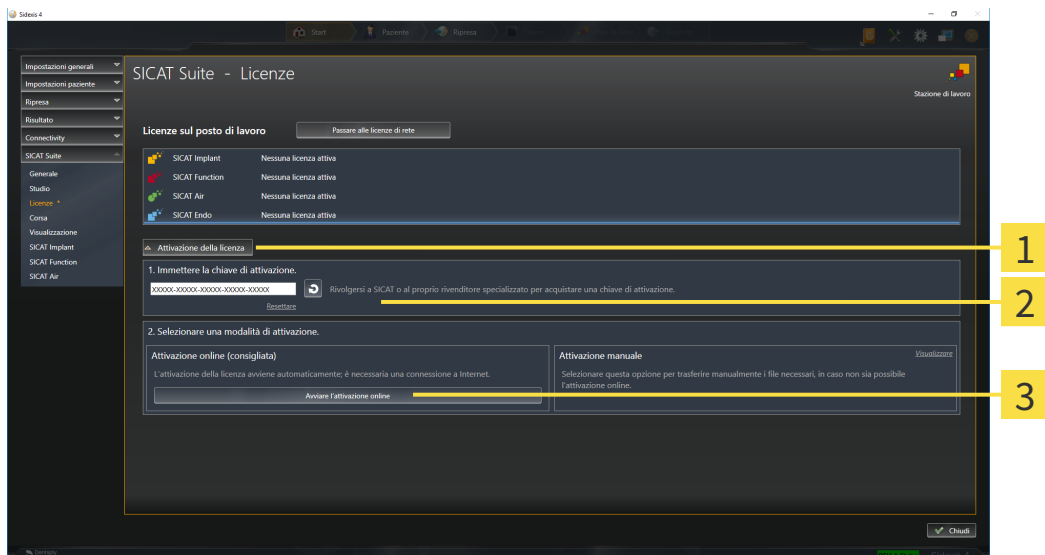 Sidexis 4
Start
Paziente
Ripresa
Impostazioni generali
Impostazioni paziente
Ripresa
Risultato
Connectivity
SICAT Suite
Generale
Studio
Licenze *
Corsa
Visualizzazione
SICAT Implant
SICAT Function
SICAT Air
SICAT Suite - Licenze
Stazione di lavoro
Licenze sul posto di lavoro
Passare alle licenze di rete
SICAT Implant Nessuna licenza attiva
SICAT Function Nessuna licenza attiva
SICAT Air Nessuna licenza attiva
SICAT Endo Nessuna licenza attiva
Attivazione della licenza
1. Immettere la chiave di attivazione.
XXXXX-XXXXX-XXXXX-XXXXX-XXXXX
Rivolgersi a SICAT o al proprio rivenditore specializzato per acquistare una chiave di attivazione.
Resettare
2. Selezionare una modalità di attivazione.
Attivazione online (consigliata)
L'attivazione della licenza avviene automaticamente; è necessaria una connessione a Internet.
Avviare l'attivazione online
Attivazione manuale
Visualizzare
Selezionare questa opzione per trasferire manualmente i file necessari, in caso non sia possibile
l'attivazione online.
Chiudi
1
2
3